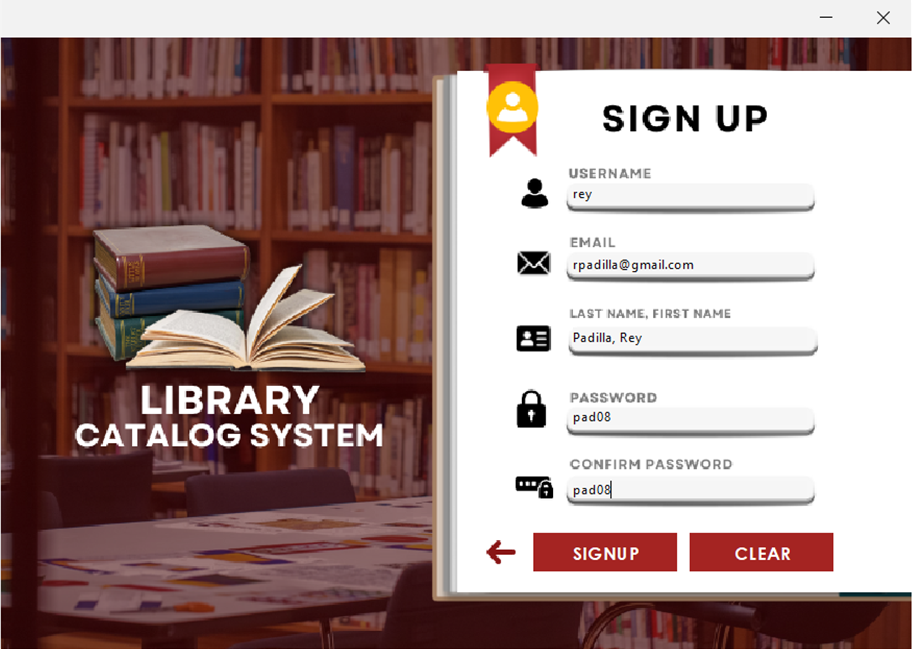 LIBRARY
CATALOG SYSTEM
SIGN UP
USERNAME
rey
EMAIL
rpadilla@gmail.com
LAST NAME, FIRST NAME
Padilla, Rey
PASSWORD
pad08
CONFIRM PASSWORD
pad08
SIGNUP
CLEAR